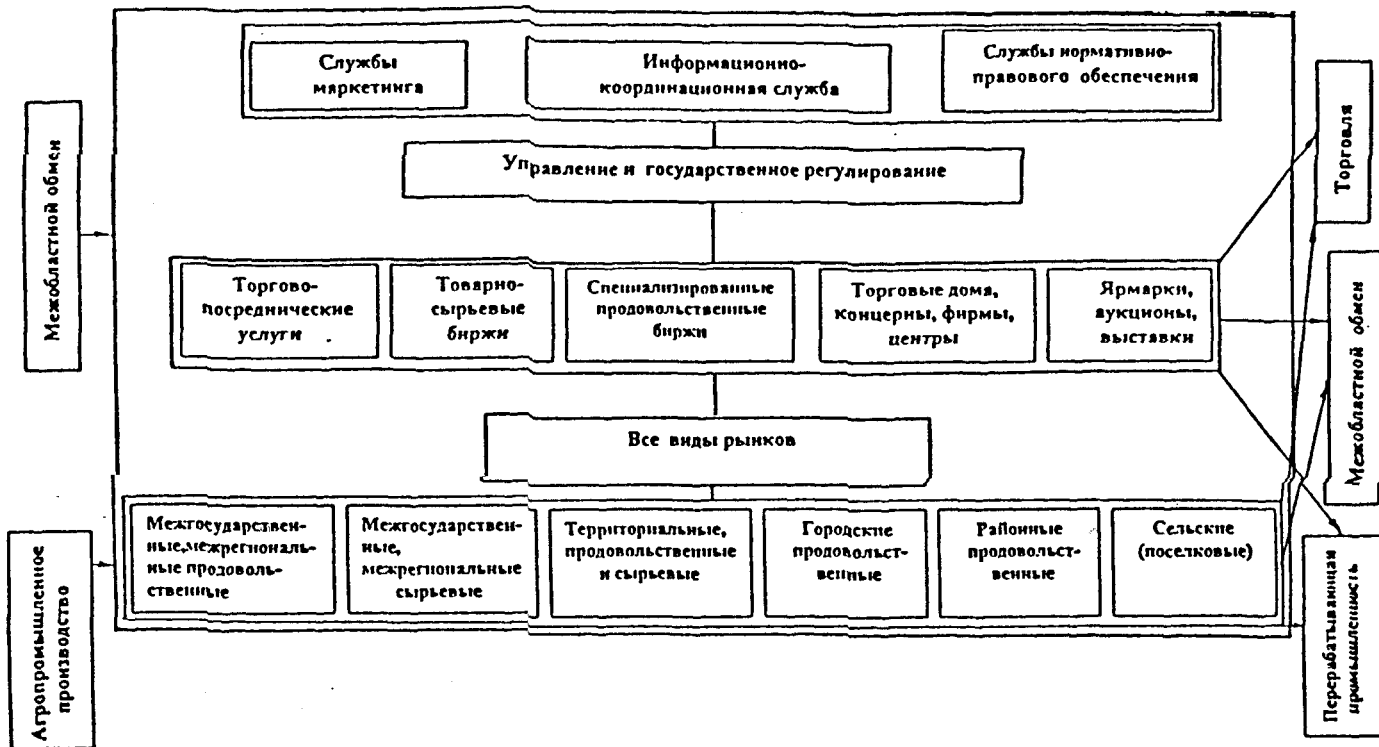 Службы
маркетинга
Информационно-
координационная служба
Службы нормативно-
правового обеспечения
Управление и государственное регулирование
Межобластной обмен
Торговля
Торгово-
посреднические
услуги
Товарно-
сырьевые
биржи
Специализированные
продовольственные
биржи
Торговые дома,
концерны, фирмы,
центры
Ярмарки,
аукционы,
выставки
Межобластной обмен
Все виды рынков
Агропромышленное
производство
Межгосударствен-
ные, межрегиональ-
ные продоволь-
ственные
Межгосударствен-
ные,
межрегиональные
сырьевые
Территориальные,
продовольственные
и сырьевые
Городские
продовольст-
венные
Районные
продовольст-
венные
Сельские
(поселковые)
Перерабатывающая
промышленность